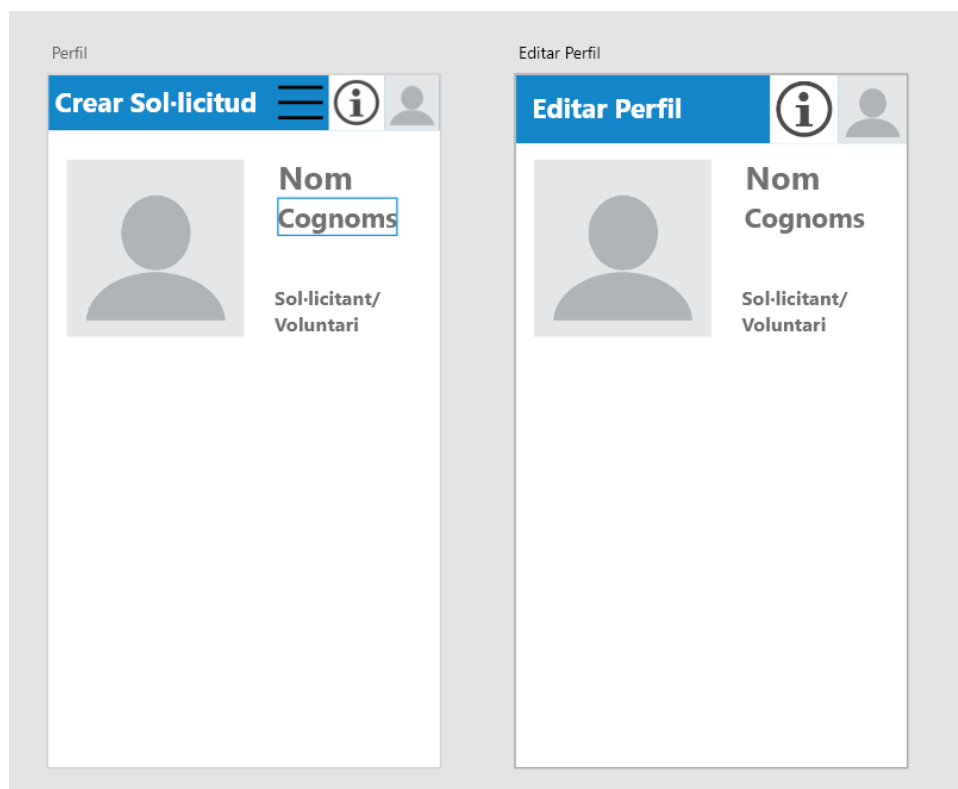 Perfil
Crear Sol·licitud
Nom
Cognoms
Sol·licitant/
Voluntari
Editar Perfil
Editar Perfil
Nom
Cognoms
Sol·licitant/
Voluntari